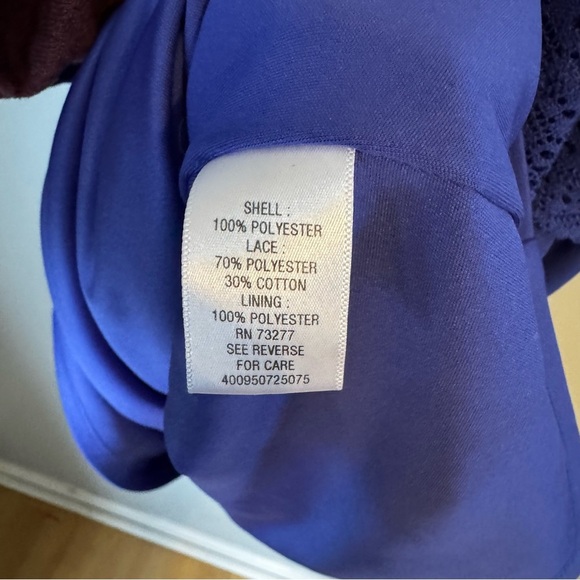 SHELL :
100% POLYESTER
LACE :
70% POLYESTER
30% COTTON
LINING :
100% POLYESTER
RN 73277
SEE REVERSE
FOR CARE
400950725075